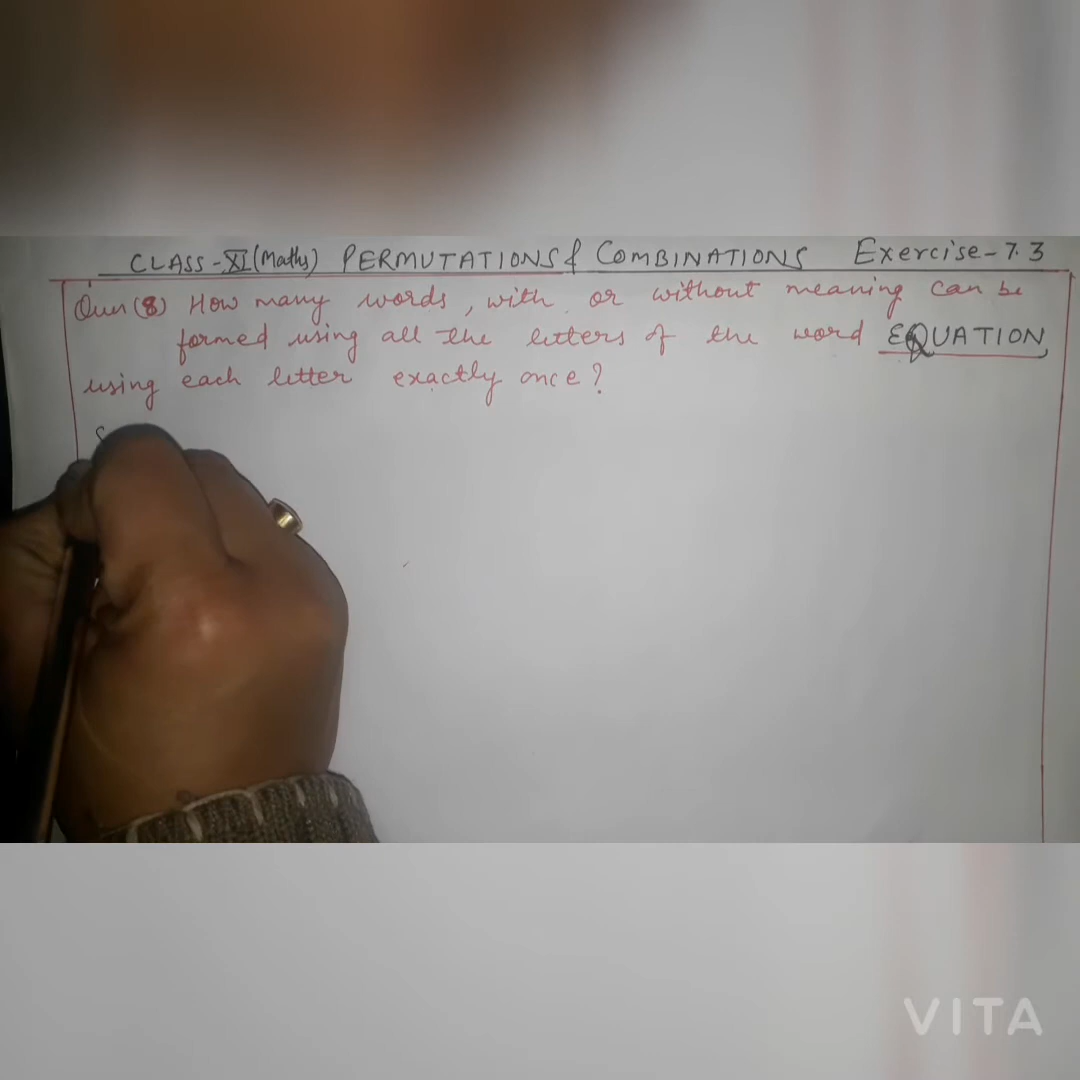 CLASS-XI (Maths) PERMUTATIONS & COMBINATIONS Exercise-7.3
Ques (8) How many words, with or without meaning can be
formed using all the letters of the word EQUATION,
using each letter exactly once?
S
VITA